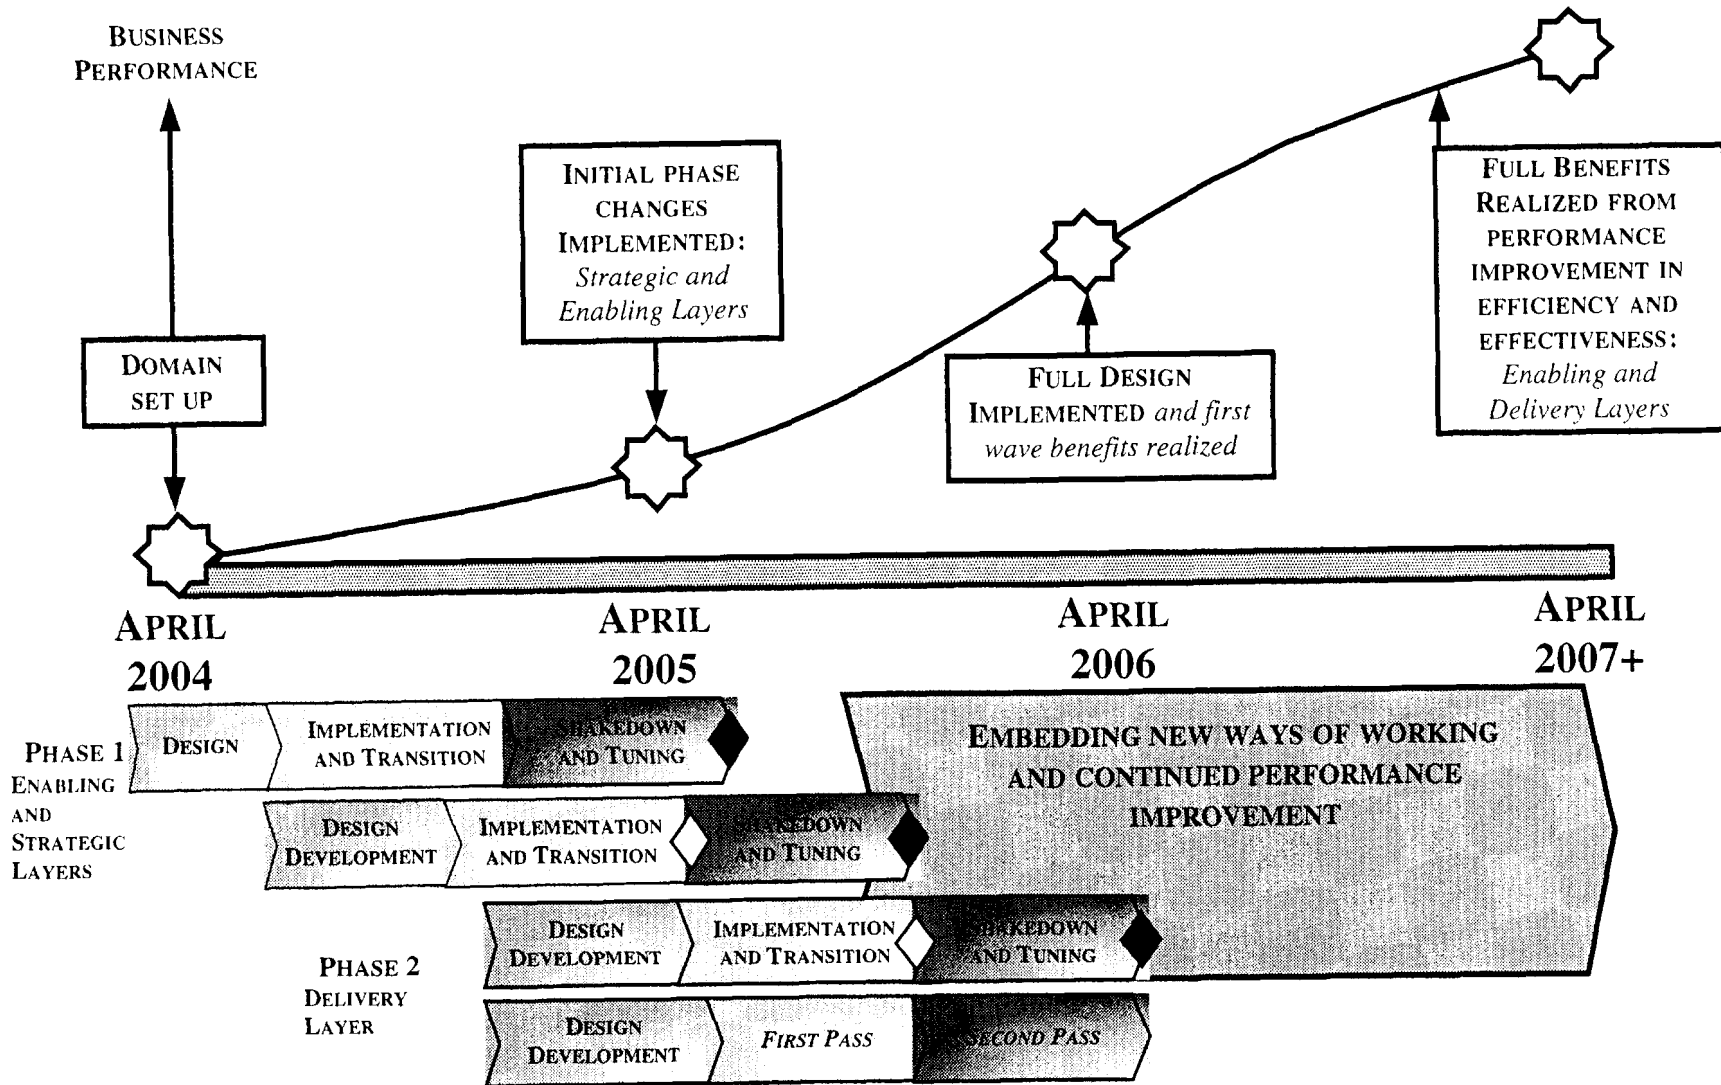 BUSINESS
PERFORMANCE
DOMAIN
SET UP
INITIAL PHASE
CHANGES
IMPLEMENTED:
Strategic and
Enabling Layers
FULL DESIGN
IMPLEMENTED and first
wave benefits realized
FULL BENEFITS
REALIZED FROM
PERFORMANCE
IMPROVEMENT IN
EFFICIENCY AND
EFFECTIVENESS:
Enabling and
Delivery Layers
APRIL
2004
APRIL
2005
APRIL
2006
APRIL
2007+
PHASE 1
ENABLING
AND
STRATEGIC
LAYERS
DESIGN
IMPLEMENTATION
AND TRANSITION
SHAKEDOWN
AND TUNING
DESIGN
DEVELOPMENT
IMPLEMENTATION
AND TRANSITION
SHAKEDOWN
AND TUNING
EMBEDDING NEW WAYS OF WORKING
AND CONTINUED PERFORMANCE
IMPROVEMENT
PHASE 2
DELIVERY
LAYER
DESIGN
DEVELOPMENT
IMPLEMENTATION
AND TRANSITION
SHAKEDOWN
AND TUNING
DESIGN
DEVELOPMENT
FIRST PASS
SECOND PASS